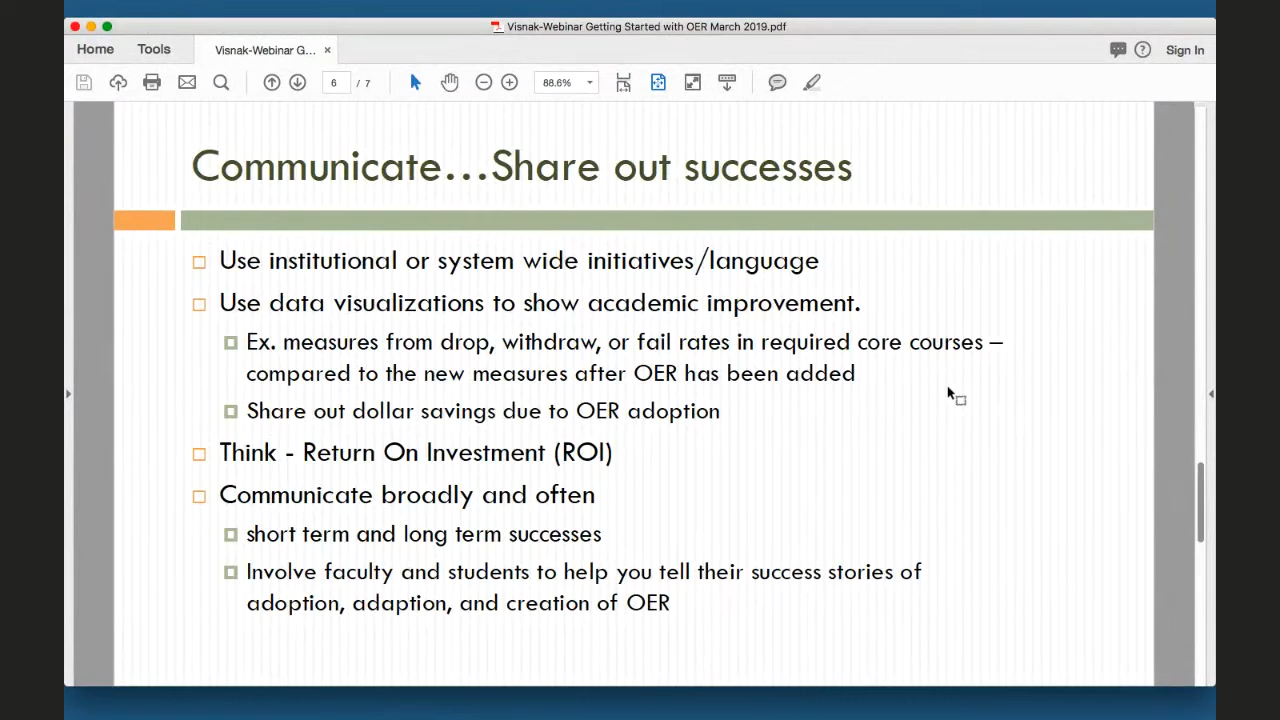 Visnak-Webinar Getting Started with OER March 2019.pdf
Home Tools Visnak-Webinar G... × Sign In
6 / 7 88.6%
Communicate...Share out successes
Use institutional or system wide initiatives/language
Use data visualizations to show academic improvement.
Ex. measures from drop, withdraw, or fail rates in required core courses –
compared to the new measures after OER has been added
Share out dollar savings due to OER adoption
Think - Return On Investment (ROI)
Communicate broadly and often
short term and long term successes
Involve faculty and students to help you tell their success stories of
adoption, adaption, and creation of OER